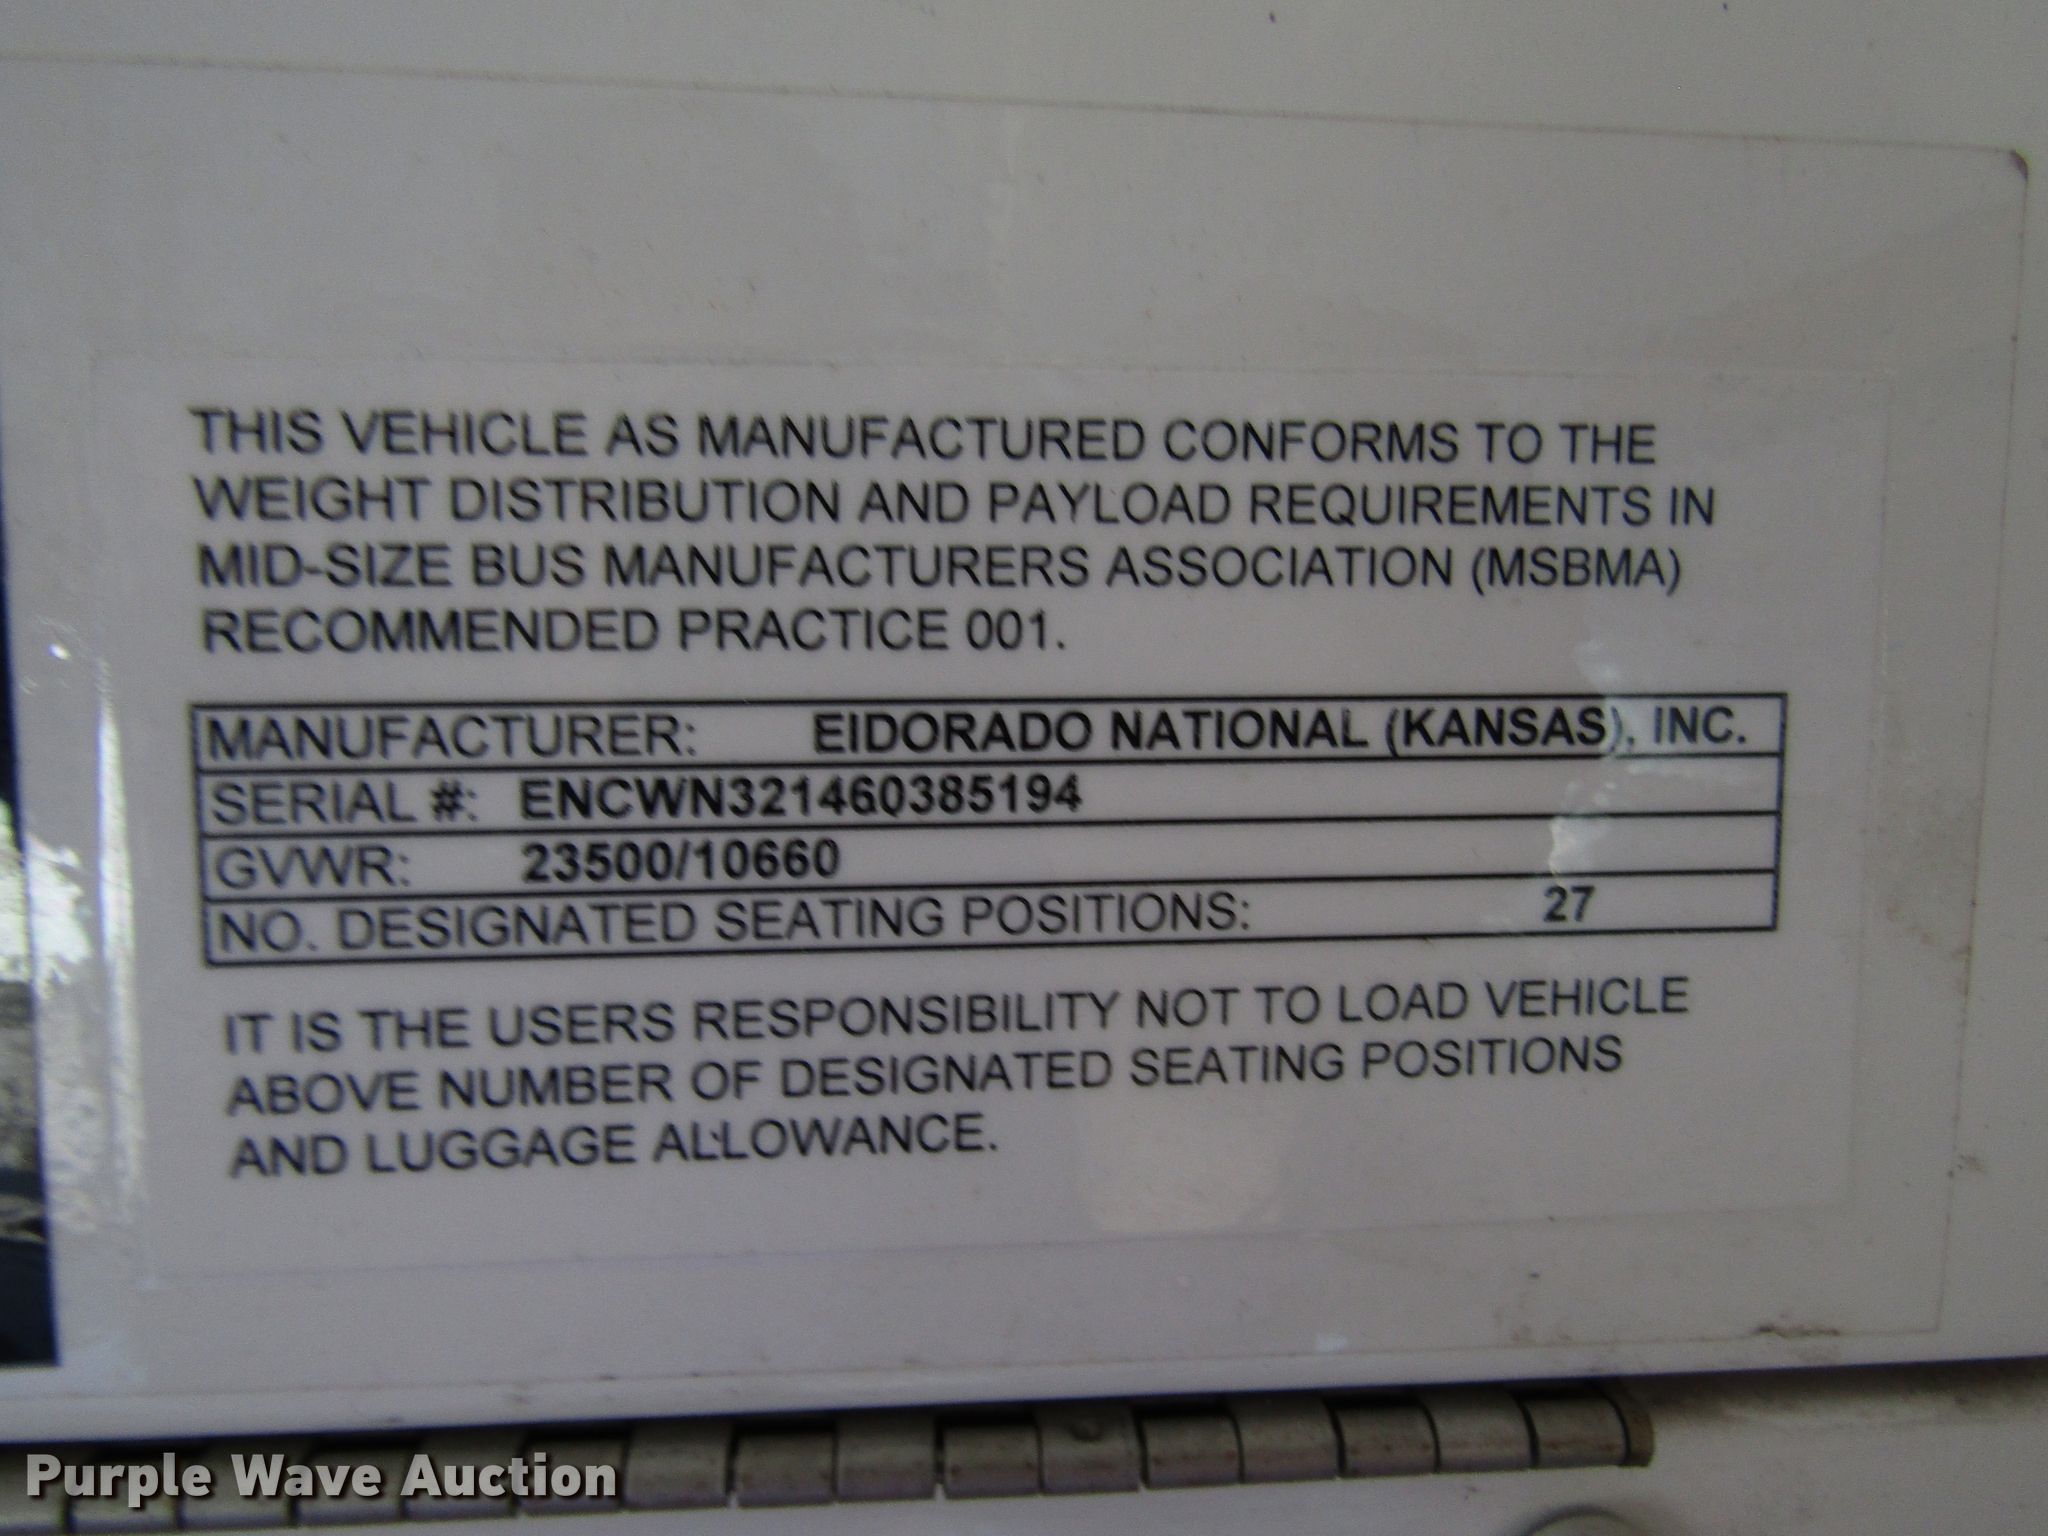 THIS VEHICLE AS MANUFACTURED CONFORMS TO THE
WEIGHT DISTRIBUTION AND PAYLOAD REQUIREMENTS IN
MID-SIZE BUS MANUFACTURERS ASSOCIATION (MSBMA)
RECOMMENDED PRACTICE 001.
MANUFACTURER: EIDORADO NATIONAL (KANSAS), INC.
SERIAL #: ENCWN321460385194
GVWR: 23500/10660
NO. DESIGNATED SEATING POSITIONS: 27
IT IS THE USERS RESPONSIBILITY NOT TO LOAD VEHICLE
ABOVE NUMBER OF DESIGNATED SEATING POSITIONS
AND LUGGAGE ALLOWANCE.
Purple Wave Auction